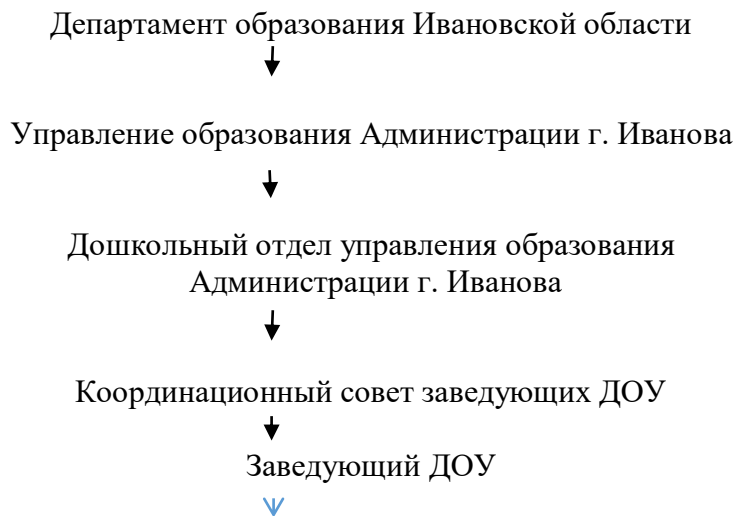 Департамент образования Ивановской области
Управление образования Администрации г. Иванова
Дошкольный отдел управления образования
Администрации г. Иванова
Координационный совет заведующих ДОУ
Заведующий ДОУ